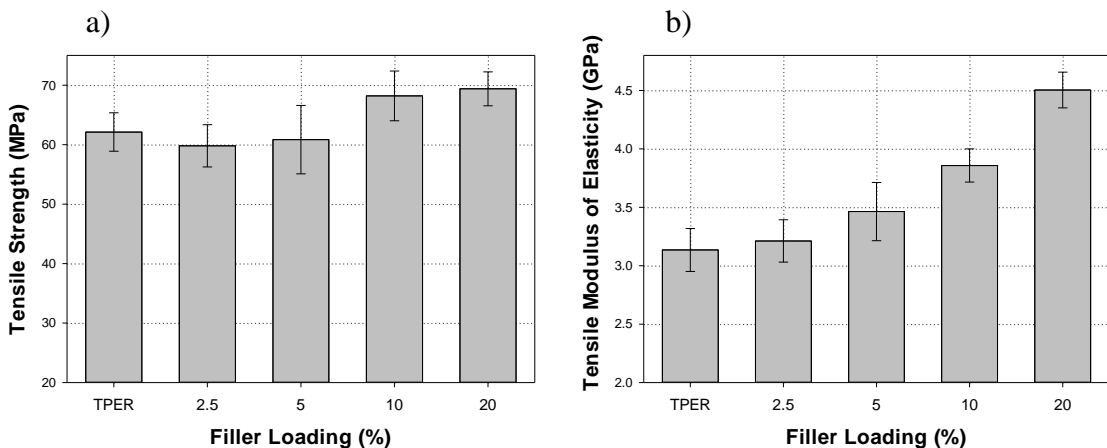 a)
Tensile Strength (MPa)
70
60
50
40
30
20
TPER 2.5 5 10 20
Filler Loading (%)
b)
Tensile Modulus of Elasticity (GPa)
4.5
4.0
3.5
3.0
2.5
2.0
TPER 2.5 5 10 20
Filler Loading (%)